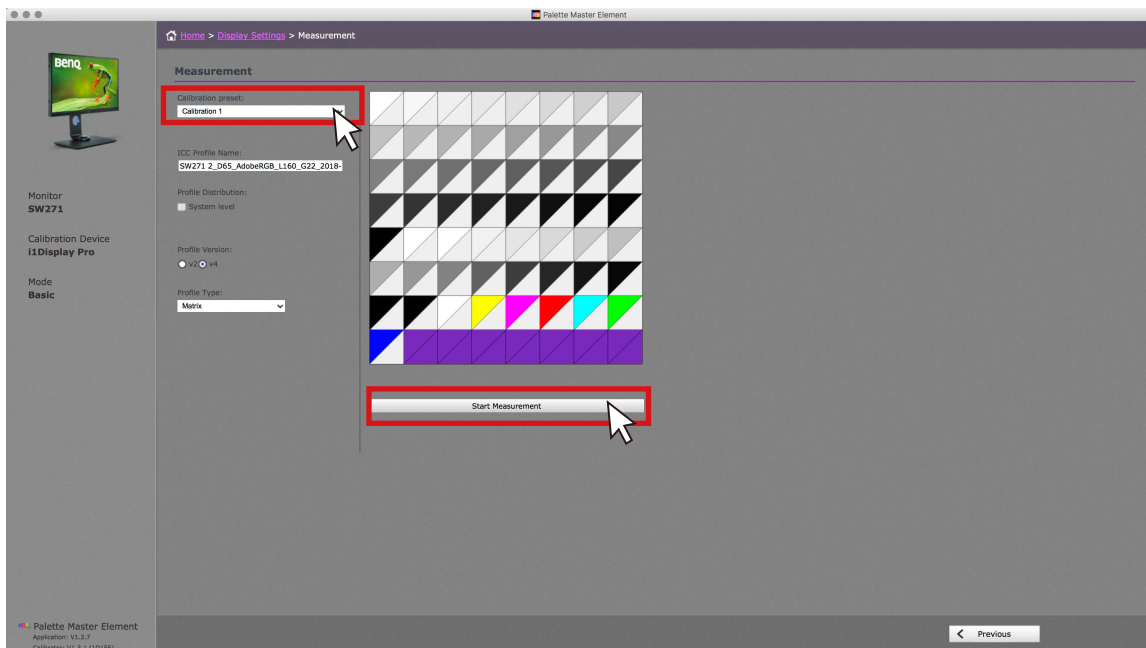 Palette Master Element
Home > Display Settings > Measurement
BenQ
Measurement
Calibration preset:
Calibration 1
ICC Profile Name:
SW271 2_D65_AdobeRGB_L160_G22_2018-
Profile Distribution:
System level
Monitor
SW271
Calibration Device
i1Display Pro
Mode
Basic
Profile Version:
v2 v4
Profile Type:
Matrix
Start Measurement
Palette Master Element
Application: V1.2.7
Previous